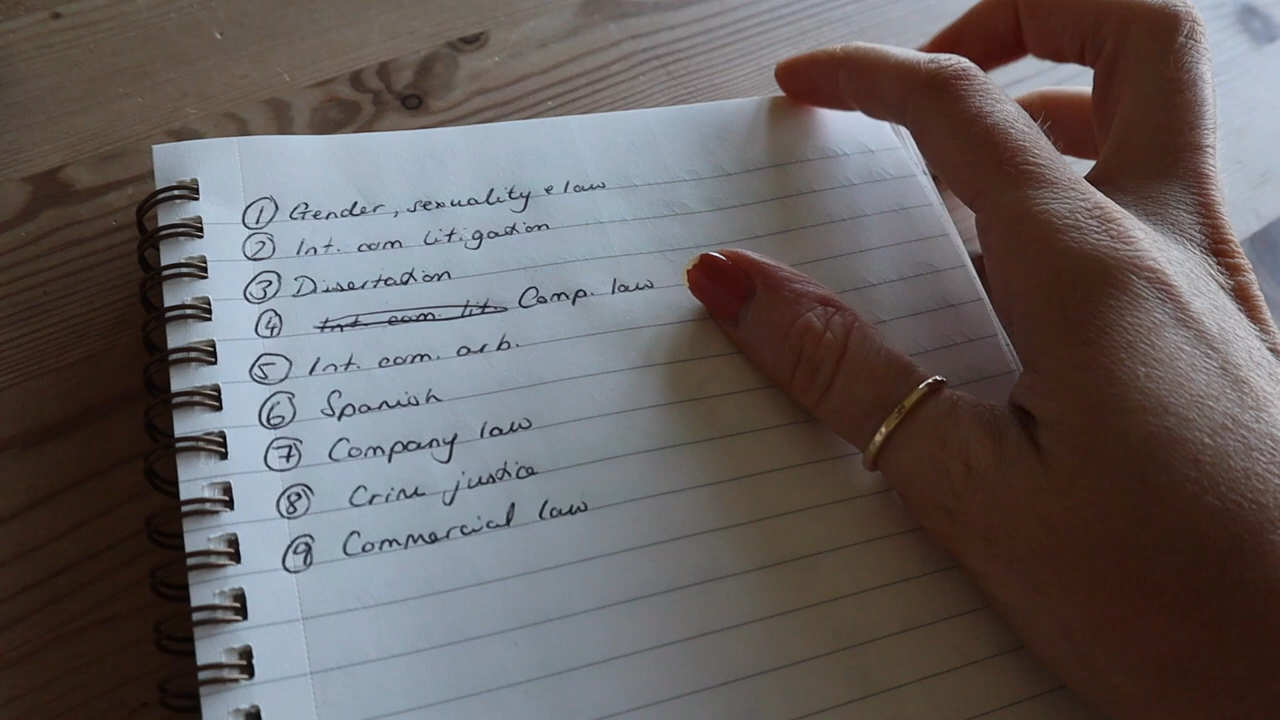 ① Gender, sexuality & law
② Int. com litigation
③ Dissertation
④ Int. com. lit. Comp. law
⑤ Int. com. arb.
⑥ Spanish
⑦ Company law
⑧ Crim justice
⑨ Commercial law